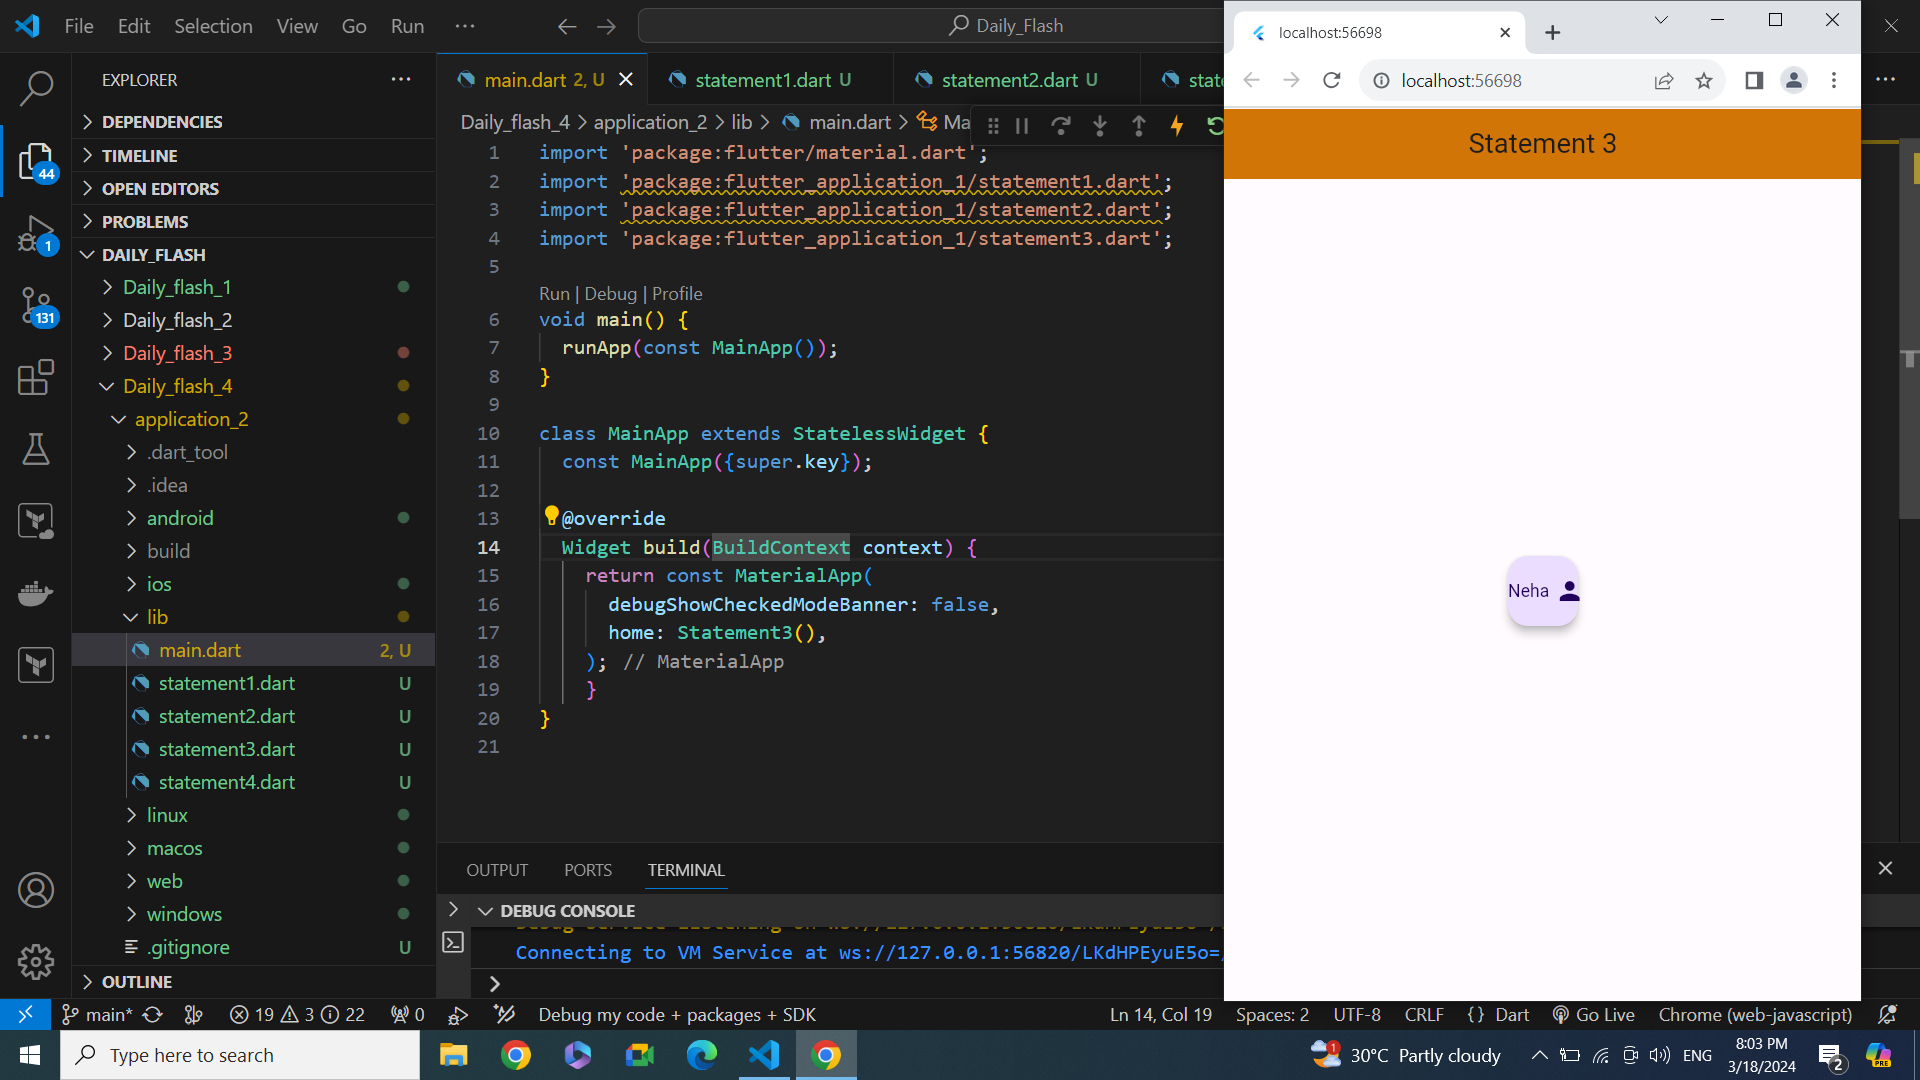 File Edit Selection View Go Run ···
Daily_Flash
EXPLORER
DEPENDENCIES
TIMELINE
OPEN EDITORS
PROBLEMS
DAILY_FLASH
Daily_flash_1
Daily_flash_2
Daily_flash_3
Daily_flash_4
application_2
.dart_tool
.idea
android
build
ios
lib
main.dart 2, U
statement1.dart U
statement2.dart U
statement3.dart U
statement4.dart U
linux
macos
web
windows
.gitignore U
OUTLINE
44
1
131
main.dart 2, U
statement1.dart U
statement2.dart U
Daily_flash_4 > application_2 > lib > main.dart >
1 import 'package:flutter/material.dart';
2 import 'package:flutter_application_1/statement1.dart';
3 import 'package:flutter_application_1/statement2.dart';
4 import 'package:flutter_application_1/statement3.dart';
5
Run | Debug | Profile
6 void main() {
7 runApp(const MainApp());
8 }
9
10 class MainApp extends StatelessWidget {
11 const MainApp({super.key});
12
13 @override
14 Widget build(BuildContext context) {
15 return const MaterialApp(
16 debugShowCheckedModeBanner: false,
17 home: Statement3(),
18 ); // MaterialApp
19 }
20 }
21
OUTPUT PORTS TERMINAL
DEBUG CONSOLE
Connecting to VM Service at ws://127.0.0.1:56820/LKdHPEyuE5o=/
localhost:56698
localhost:56698
Statement 3
Neha
main* 19 3 22 0 Debug my code + packages + SDK Ln 14, Col 19 Spaces: 2 UTF-8 CRLF {} Dart Go Live Chrome (web-javascript)
Type here to search
1 30°C Partly cloudy ENG 8:03 PM
3/18/2024
2
PRE